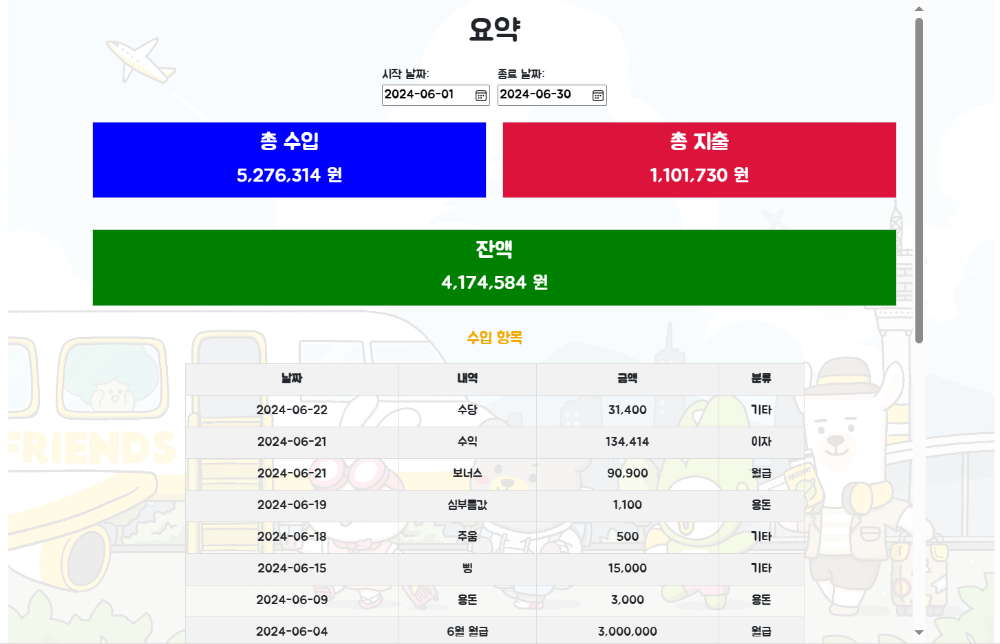 요약
시작 날짜: 종료 날짜:
2024-06-01 2024-06-30
총 수입
5,276,314 원
총 지출
1,101,730 원
잔액
4,174,584 원
수입 항목
날짜 내역 금액 분류
2024-06-22 수당 31,400 기타
2024-06-21 수익 134,414 이자
2024-06-21 보너스 90,900 월급
2024-06-19 심부름값 1,100 용돈
2024-06-18 주움 500 기타
2024-06-15 삥 15,000 기타
2024-06-09 용돈 3,000 용돈
2024-06-04 6월 월급 3,000,000 월급
FRIENDS
PASSPORT